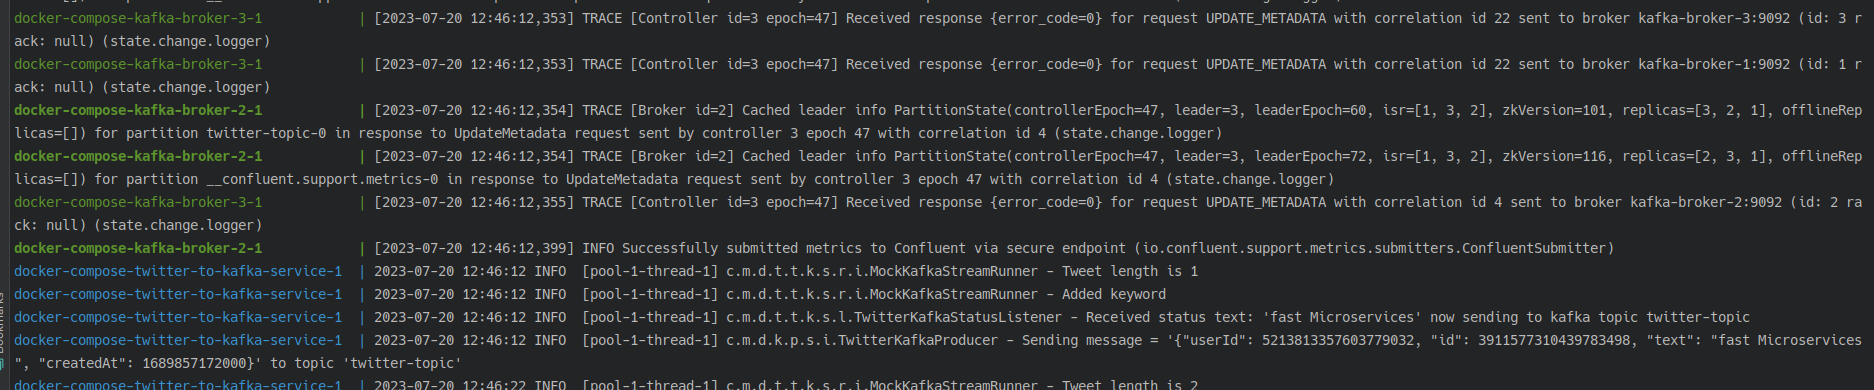 docker-compose-kafka-broker-3-1 | [2023-07-20 12:46:12,353] TRACE [Controller id=3 epoch=47] Received response {error_code=0} for request UPDATE_METADATA with correlation id 22 sent to broker kafka-broker-3:9092 (id: 3 r
ack: null) (state.change.logger)
docker-compose-kafka-broker-3-1 | [2023-07-20 12:46:12,353] TRACE [Controller id=3 epoch=47] Received response {error_code=0} for request UPDATE_METADATA with correlation id 22 sent to broker kafka-broker-1:9092 (id: 1 r
ack: null) (state.change.logger)
docker-compose-kafka-broker-2-1 | [2023-07-20 12:46:12,354] TRACE [Broker id=2] Cached leader info PartitionState(controllerEpoch=47, leader=3, leaderEpoch=60, isr=[1, 3, 2], zkVersion=101, replicas=[3, 2, 1], offlineRep
licas=[]) for partition twitter-topic-0 in response to UpdateMetadata request sent by controller 3 epoch 47 with correlation id 4 (state.change.logger)
docker-compose-kafka-broker-2-1 | [2023-07-20 12:46:12,354] TRACE [Broker id=2] Cached leader info PartitionState(controllerEpoch=47, leader=3, leaderEpoch=72, isr=[1, 3, 2], zkVersion=116, replicas=[2, 3, 1], offlineRep
licas=[]) for partition __confluent.support.metrics-0 in response to UpdateMetadata request sent by controller 3 epoch 47 with correlation id 4 (state.change.logger)
docker-compose-kafka-broker-3-1 | [2023-07-20 12:46:12,355] TRACE [Controller id=3 epoch=47] Received response {error_code=0} for request UPDATE_METADATA with correlation id 4 sent to broker kafka-broker-2:9092 (id: 2 ra
ck: null) (state.change.logger)
docker-compose-kafka-broker-2-1 | [2023-07-20 12:46:12,399] INFO Successfully submitted metrics to Confluent via secure endpoint (io.confluent.support.metrics.submitters.ConfluentSubmitter)
docker-compose-twitter-to-kafka-service-1 | 2023-07-20 12:46:12 INFO [pool-1-thread-1] c.m.d.t.t.k.s.r.i.MockKafkaStreamRunner - Tweet length is 1
docker-compose-twitter-to-kafka-service-1 | 2023-07-20 12:46:12 INFO [pool-1-thread-1] c.m.d.t.t.k.s.r.i.MockKafkaStreamRunner - Added keyword
docker-compose-twitter-to-kafka-service-1 | 2023-07-20 12:46:12 INFO [pool-1-thread-1] c.m.d.t.t.k.s.l.TwitterKafkaStatusListener - Received status text: 'fast Microservices' now sending to kafka topic twitter-topic
docker-compose-twitter-to-kafka-service-1 | 2023-07-20 12:46:12 INFO [pool-1-thread-1] c.m.d.k.p.s.i.TwitterKafkaProducer - Sending message = '{"userId": 5213813357603779032, "id": 3911577310439783498, "text": "fast Microservices
", "createdAt": 1689857172000}' to topic 'twitter-topic'
docker-compose-twitter-to-kafka-service-1 | 2023-07-20 12:46:22 INFO [pool-1-thread-1] c.m.d.t.t.k.s.r.i.MockKafkaStreamRunner - Tweet length is 2